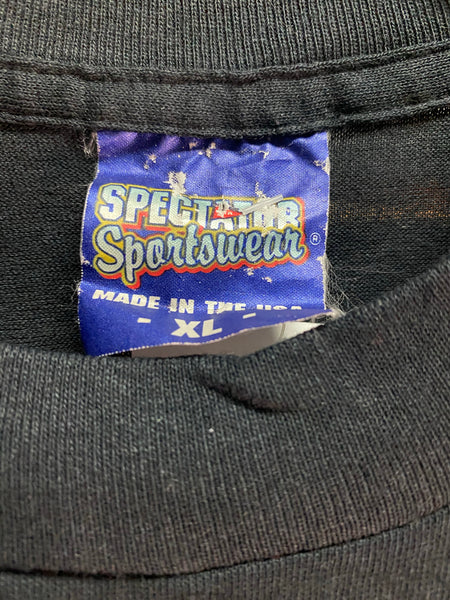 SPECTATOR
Sportswear®
MADE IN THE USA
- XL -